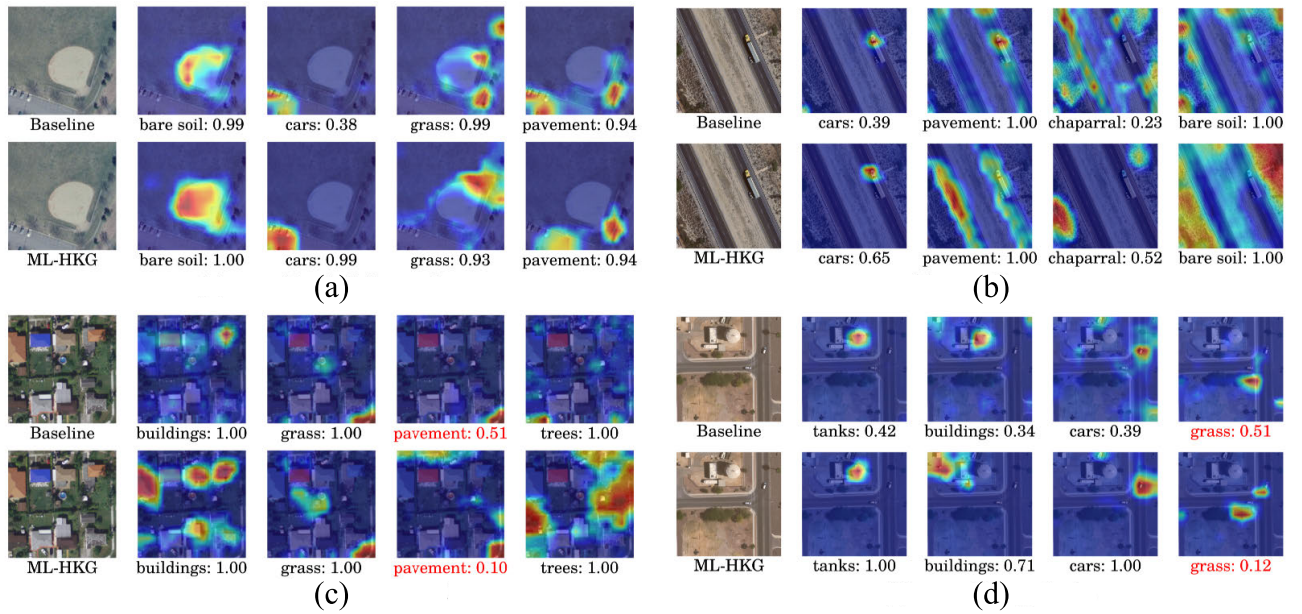 Baseline bare soil: 0.99 cars: 0.38 grass: 0.99 pavement: 0.94
ML-HKG bare soil: 1.00 cars: 0.99 grass: 0.93 pavement: 0.94
(a)
Baseline cars: 0.39 pavement: 1.00 chaparral: 0.23 bare soil: 1.00
ML-HKG cars: 0.65 pavement: 1.00 chaparral: 0.52 bare soil: 1.00
(b)
Baseline buildings: 1.00 grass: 1.00 pavement: 0.51 trees: 1.00
ML-HKG buildings: 1.00 grass: 1.00 pavement: 0.10 trees: 1.00
(c)
Baseline tanks: 0.42 buildings: 0.34 cars: 0.39 grass: 0.51
ML-HKG tanks: 1.00 buildings: 0.71 cars: 1.00 grass: 0.12
(d)